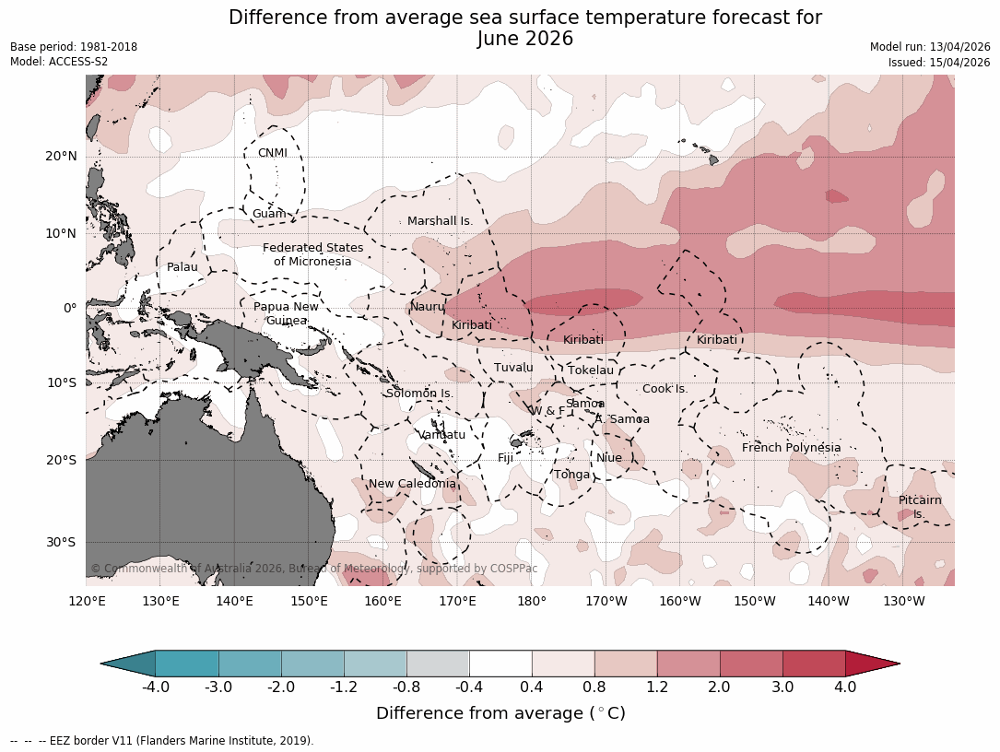 Difference from average sea surface temperature forecast for
June 2026
Base period: 1981-2018
Model: ACCESS-S2
Model run: 13/04/2026
Issued: 15/04/2026
20°N
10°N
0°
10°S
20°S
30°S
CNMI
Guam
Marshall Is.
Federated States
of Micronesia
Palau
Papua New
Guinea
Nauru
Kiribati
Kiribati
Kiribati
Tuvalu
Tokelau
Solomon Is.
Cook Is.
W & F
Samoa
A. Samoa
Vanuatu
Fiji
Niue
French Polynesia
Tonga
New Caledonia
Pitcairn
Is.
© Commonwealth of Australia 2026, Bureau of Meteorology, supported by COSPPac
120°E 130°E 140°E 150°E 160°E 170°E 180° 170°W 160°W 150°W 140°W 130°W
-4.0 -3.0 -2.0 -1.2 -0.8 -0.4 0.4 0.8 1.2 2.0 3.0 4.0
Difference from average (°C)
-- -- -- EEZ border V11 (Flanders Marine Institute, 2019).